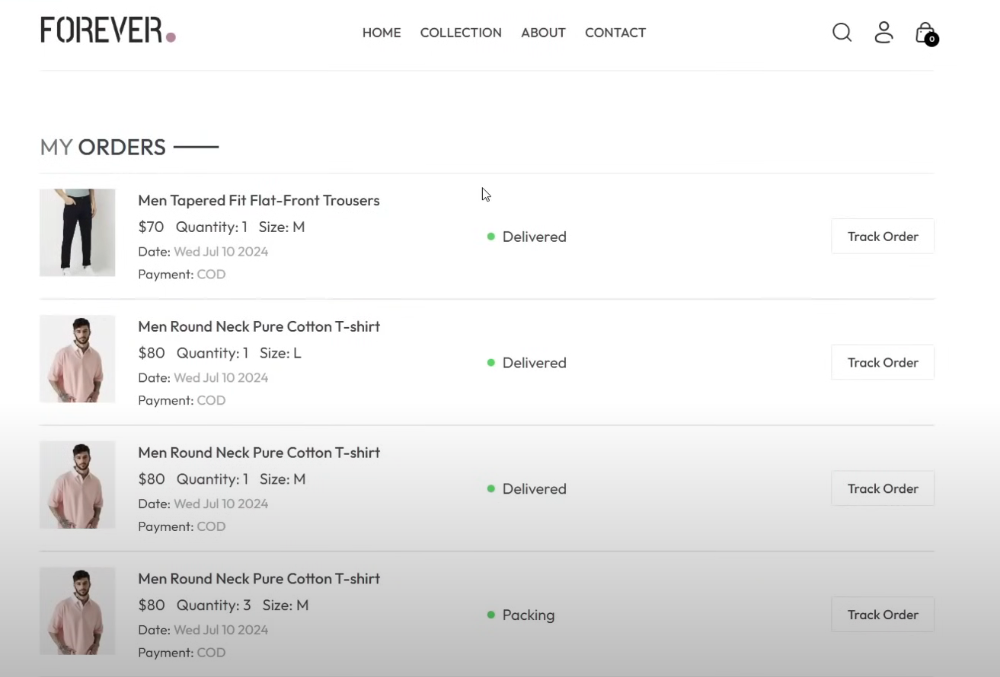 FOREVER.
HOME COLLECTION ABOUT CONTACT
0
MY ORDERS
Men Tapered Fit Flat-Front Trousers
$70 Quantity: 1 Size: M
Date: Wed Jul 10 2024
Payment: COD
Delivered
Track Order
Men Round Neck Pure Cotton T-shirt
$80 Quantity: 1 Size: L
Date: Wed Jul 10 2024
Payment: COD
Delivered
Track Order
Men Round Neck Pure Cotton T-shirt
$80 Quantity: 1 Size: M
Date: Wed Jul 10 2024
Payment: COD
Delivered
Track Order
Men Round Neck Pure Cotton T-shirt
$80 Quantity: 3 Size: M
Date: Wed Jul 10 2024
Payment: COD
Packing
Track Order